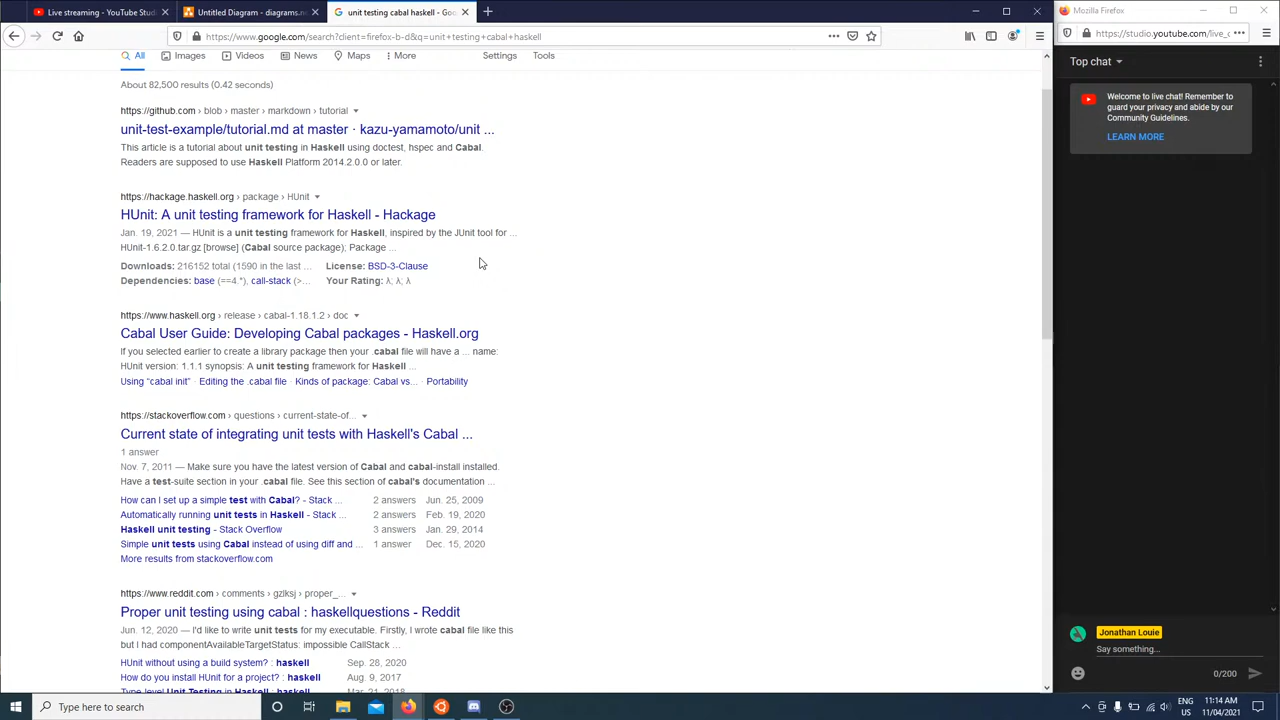 Live streaming - YouTube Studi
Untitled Diagram - diagrams.ne
unit testing cabal haskell - Goo
https://www.google.com/search?client=firefox-b-d&q=unit+testing+cabal+haskell
All Images Videos News Maps More Settings Tools
About 82,500 results (0.42 seconds)
https://github.com › blob › master › markdown › tutorial
unit-test-example/tutorial.md at master · kazu-yamamoto/unit ...
This article is a tutorial about unit testing in Haskell using doctest, hspec and Cabal.
Readers are supposed to use Haskell Platform 2014.2.0.0 or later.
https://hackage.haskell.org › package › HUnit
HUnit: A unit testing framework for Haskell - Hackage
Jan. 19, 2021 — HUnit is a unit testing framework for Haskell, inspired by the JUnit tool for ...
HUnit-1.6.2.0.tar.gz [browse] (Cabal source package); Package ...
Downloads: 216152 total (1590 in the last ... License: BSD-3-Clause
Dependencies: base (==4.*), call-stack (>... Your Rating: λ; λ; λ
https://www.haskell.org › release › cabal-1.18.1.2 › doc
Cabal User Guide: Developing Cabal packages - Haskell.org
If you selected earlier to create a library package then your .cabal file will have a ... name:
HUnit version: 1.1.1 synopsis: A unit testing framework for Haskell ...
Using “cabal init” · Editing the .cabal file · Kinds of package: Cabal vs... · Portability
https://stackoverflow.com › questions › current-state-of...
Current state of integrating unit tests with Haskell's Cabal ...
1 answer
Nov. 7, 2011 — Make sure you have the latest version of Cabal and cabal-install installed.
Have a test-suite section in your .cabal file. See this section of cabal's documentation ...
How can I set up a simple test with Cabal? - Stack ... 2 answers Jun. 25, 2009
Automatically running unit tests in Haskell - Stack ... 2 answers Feb. 19, 2020
Haskell unit testing - Stack Overflow 3 answers Jan. 29, 2014
Simple unit tests using Cabal instead of using diff and ... 1 answer Dec. 15, 2020
More results from stackoverflow.com
https://www.reddit.com › comments › gzlksj › proper_...
Proper unit testing using cabal : haskellquestions - Reddit
Jun. 12, 2020 — I'd like to write unit tests for my executable. Firstly, I wrote cabal file like this
but I had componentAvailableTargetStatus: impossible CallStack ...
HUnit without using a build system? : haskell Sep. 28, 2020
How do you install HUnit for a project? : haskell Aug. 9, 2017
Type level Unit Testing in Haskell : haskell Mar. 21, 2018
Mozilla Firefox
https://studio.youtube.com/live_c
Top chat
Welcome to live chat! Remember to
guard your privacy and abide by our
Community Guidelines.
LEARN MORE
Jonathan Louie
Say something...
0/200
Type here to search
ENG
US
11:14 AM
11/04/2021